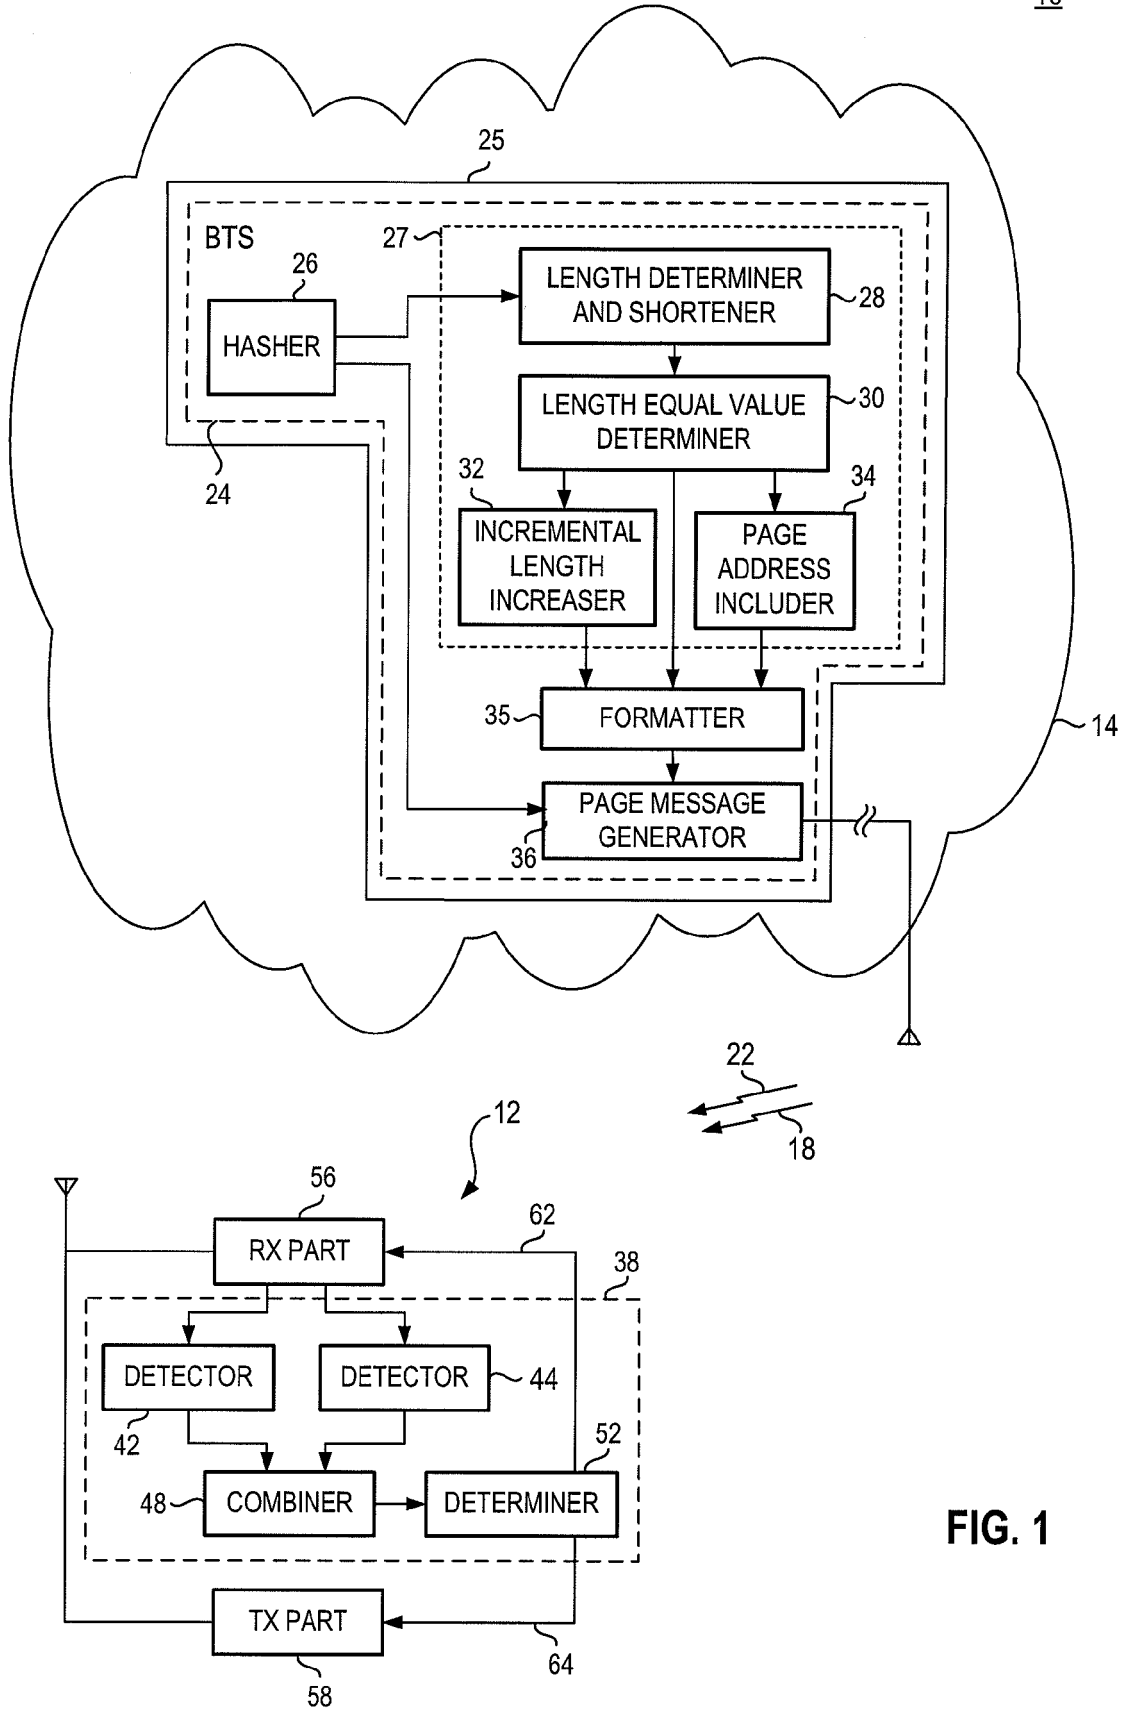 25
BTS
27
26
HASHER
LENGTH DETERMINER
AND SHORTENER
28
LENGTH EQUAL VALUE
DETERMINER
30
24
32
34
INCREMENTAL
LENGTH
INCREASER
PAGE
ADDRESS
INCLUDER
35
FORMATTER
14
PAGE MESSAGE
GENERATOR
36
22
18
12
56
RX PART
62
38
DETECTOR
42
DETECTOR
44
52
48
COMBINER
DETERMINER
FIG. 1
TX PART
58
64